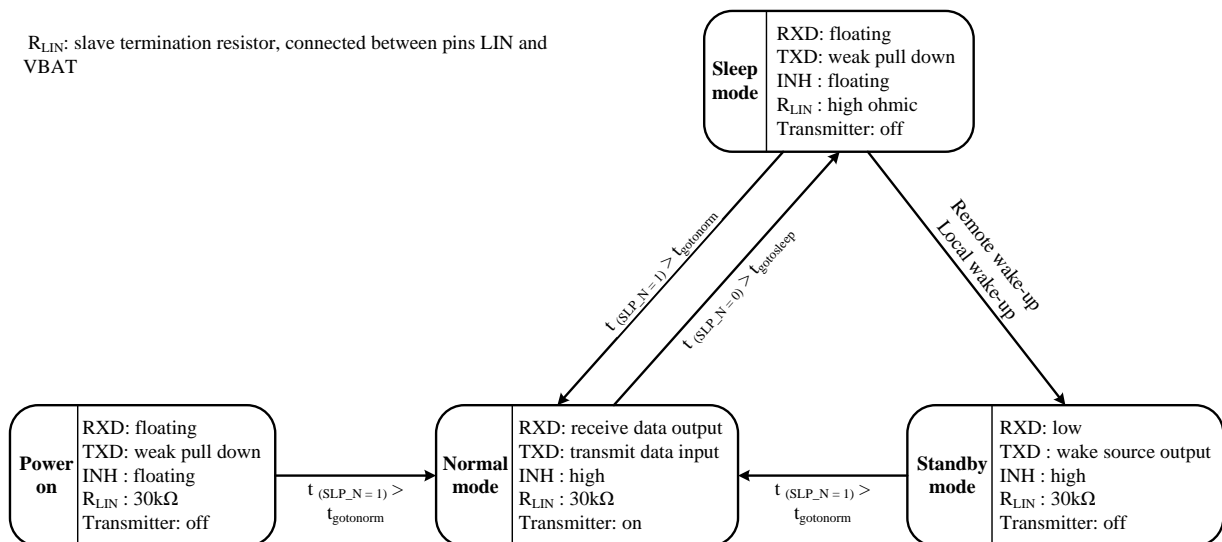 R_LIN: slave termination resistor, connected between pins LIN and
VBAT
Sleep
mode
RXD: floating
TXD: weak pull down
INH : floating
R_LIN : high ohmic
Transmitter: off
t (SLP_N = 1) > t_gotonorm
t (SLP_N = 0) > t_gotosleep
Remote wake-up
Local wake-up
Power
on
RXD: floating
TXD: weak pull down
INH : floating
R_LIN : 30kΩ
Transmitter: off
t (SLP_N = 1) >
t_gotonorm
Normal
mode
RXD: receive data output
TXD: transmit data input
INH : high
R_LIN : 30kΩ
Transmitter: on
t (SLP_N = 1) >
t_gotonorm
Standby
mode
RXD: low
TXD : wake source output
INH : high
R_LIN : 30kΩ
Transmitter: off